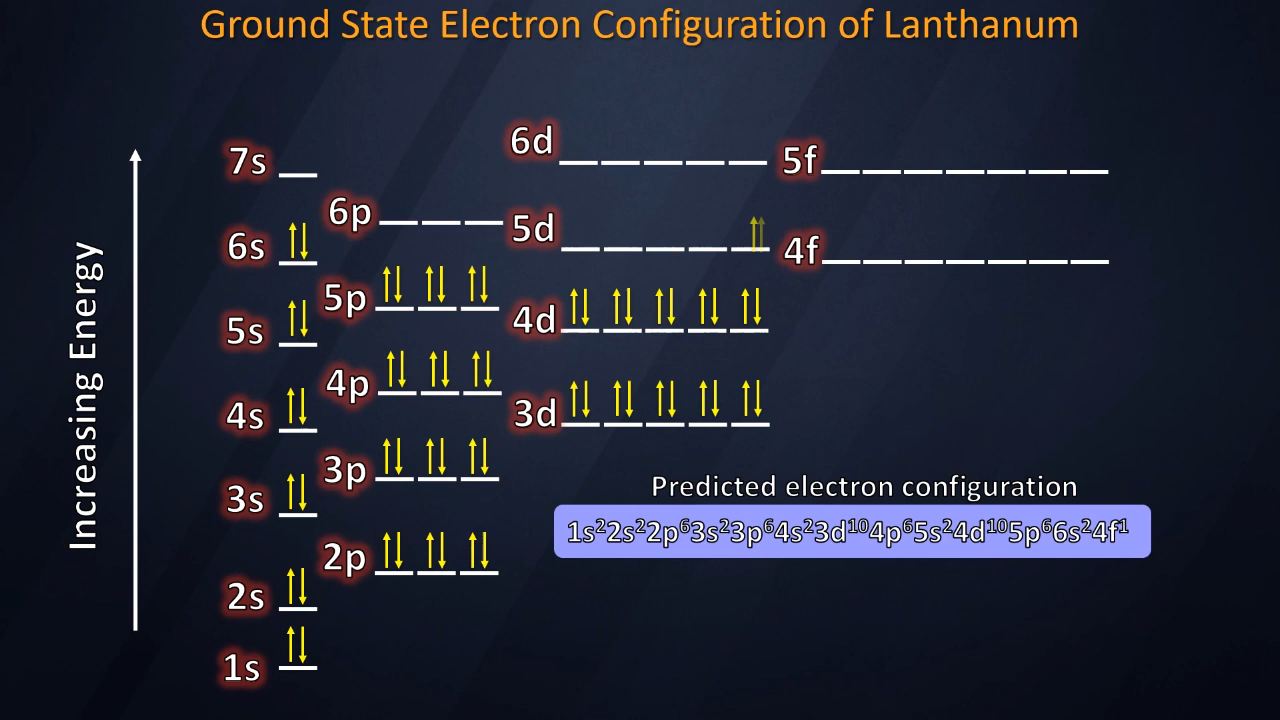 Ground State Electron Configuration of Lanthanum
6d
7s
5f
6p
5d
6s
4f
5p
4d
5s
4p
3d
4s
3p
3s
2p
2s
1s
Increasing Energy
Predicted electron configuration
1s²2s²2p⁶3s²3p⁶4s²3d¹⁰4p⁶5s²4d¹⁰5p⁶6s²4f¹